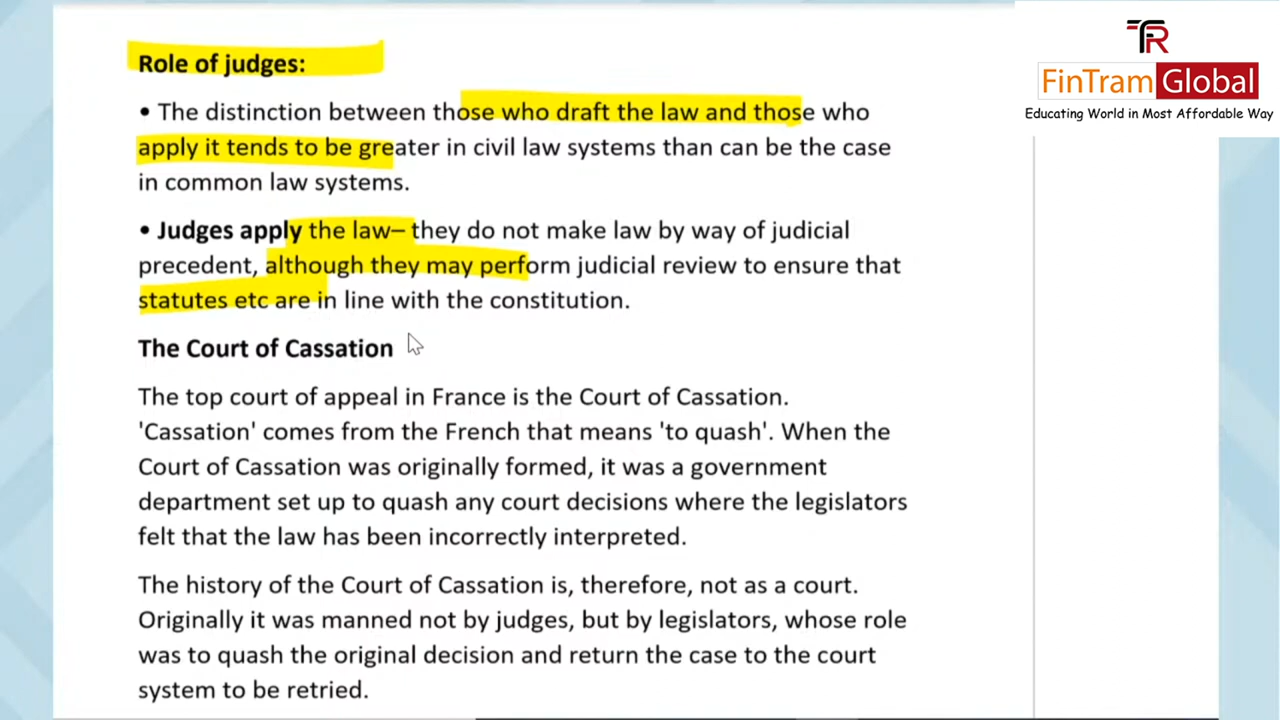 TR
FinTram Global
Educating World in Most Affordable Way
Role of judges:
• The distinction between those who draft the law and those who
apply it tends to be greater in civil law systems than can be the case
in common law systems.
• Judges apply the law– they do not make law by way of judicial
precedent, although they may perform judicial review to ensure that
statutes etc are in line with the constitution.
The Court of Cassation
The top court of appeal in France is the Court of Cassation.
'Cassation' comes from the French that means 'to quash'. When the
Court of Cassation was originally formed, it was a government
department set up to quash any court decisions where the legislators
felt that the law has been incorrectly interpreted.
The history of the Court of Cassation is, therefore, not as a court.
Originally it was manned not by judges, but by legislators, whose role
was to quash the original decision and return the case to the court
system to be retried.